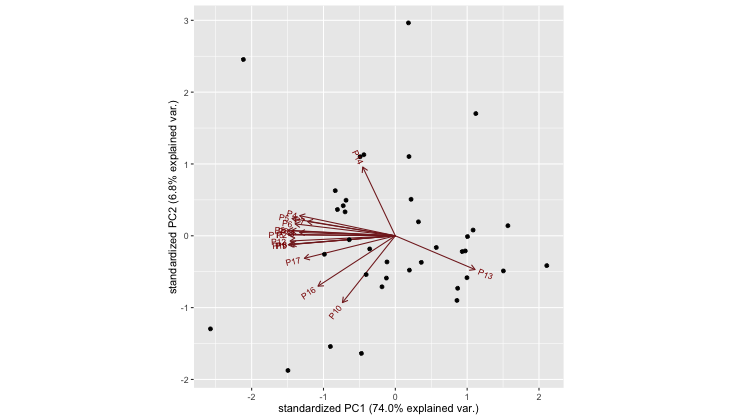 3
2
1
0
-1
-2
standardized PC2 (6.8% explained var.)
P4
P17
P16
P10
P13
-2
-1
0
1
2
standardized PC1 (74.0% explained var.)